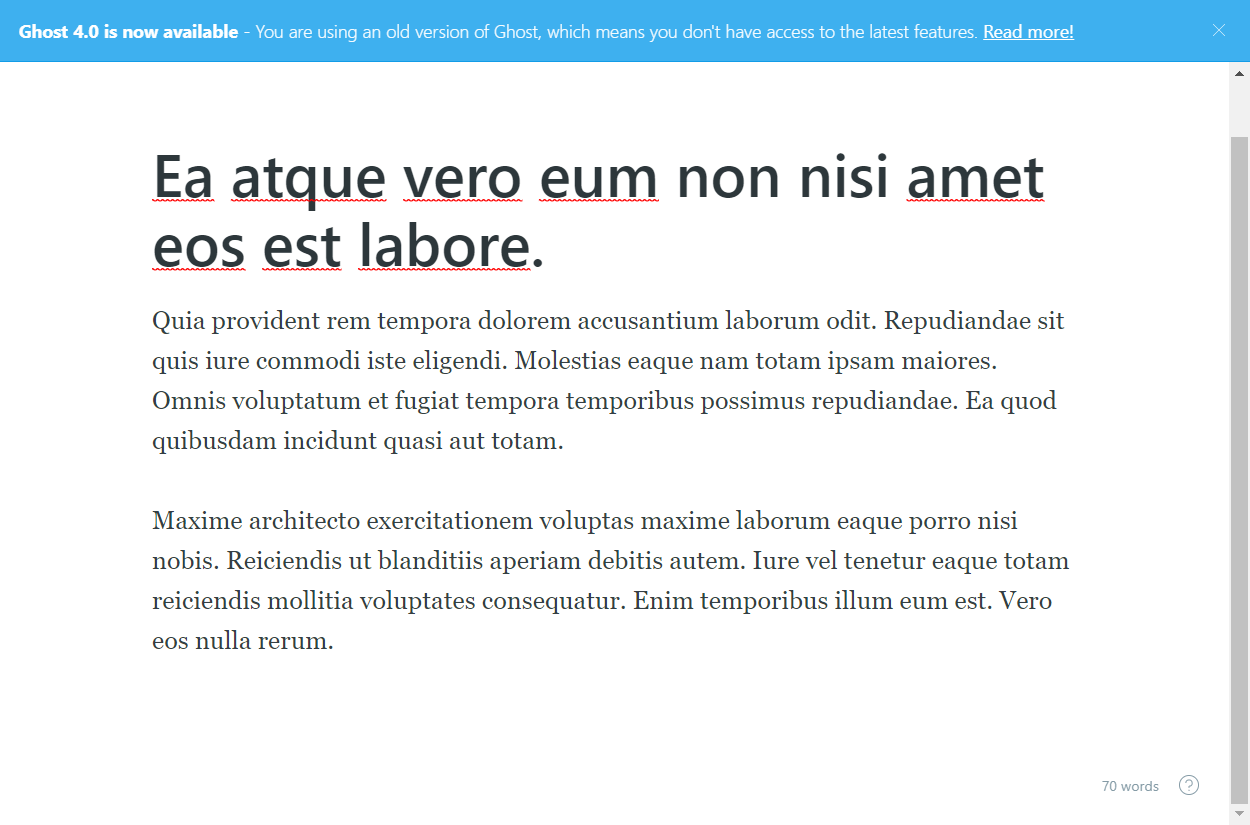 Ghost 4.0 is now available - You are using an old version of Ghost, which means you don't have access to the latest features. Read more!
Ea atque vero eum non nisi amet
eos est labore.
Quia provident rem tempora dolorem accusantium laborum odit. Repudiandae sit
quis iure commodi iste eligendi. Molestias eaque nam totam ipsam maiores.
Omnis voluptatum et fugiat tempora temporibus possimus repudiandae. Ea quod
quibusdam incidunt quasi aut totam.
Maxime architecto exercitationem voluptas maxime laborum eaque porro nisi
nobis. Reiciendis ut blanditiis aperiam debitis autem. Iure vel tenetur eaque totam
reiciendis mollitia voluptates consequatur. Enim temporibus illum eum est. Vero
eos nulla rerum.
70 words ?